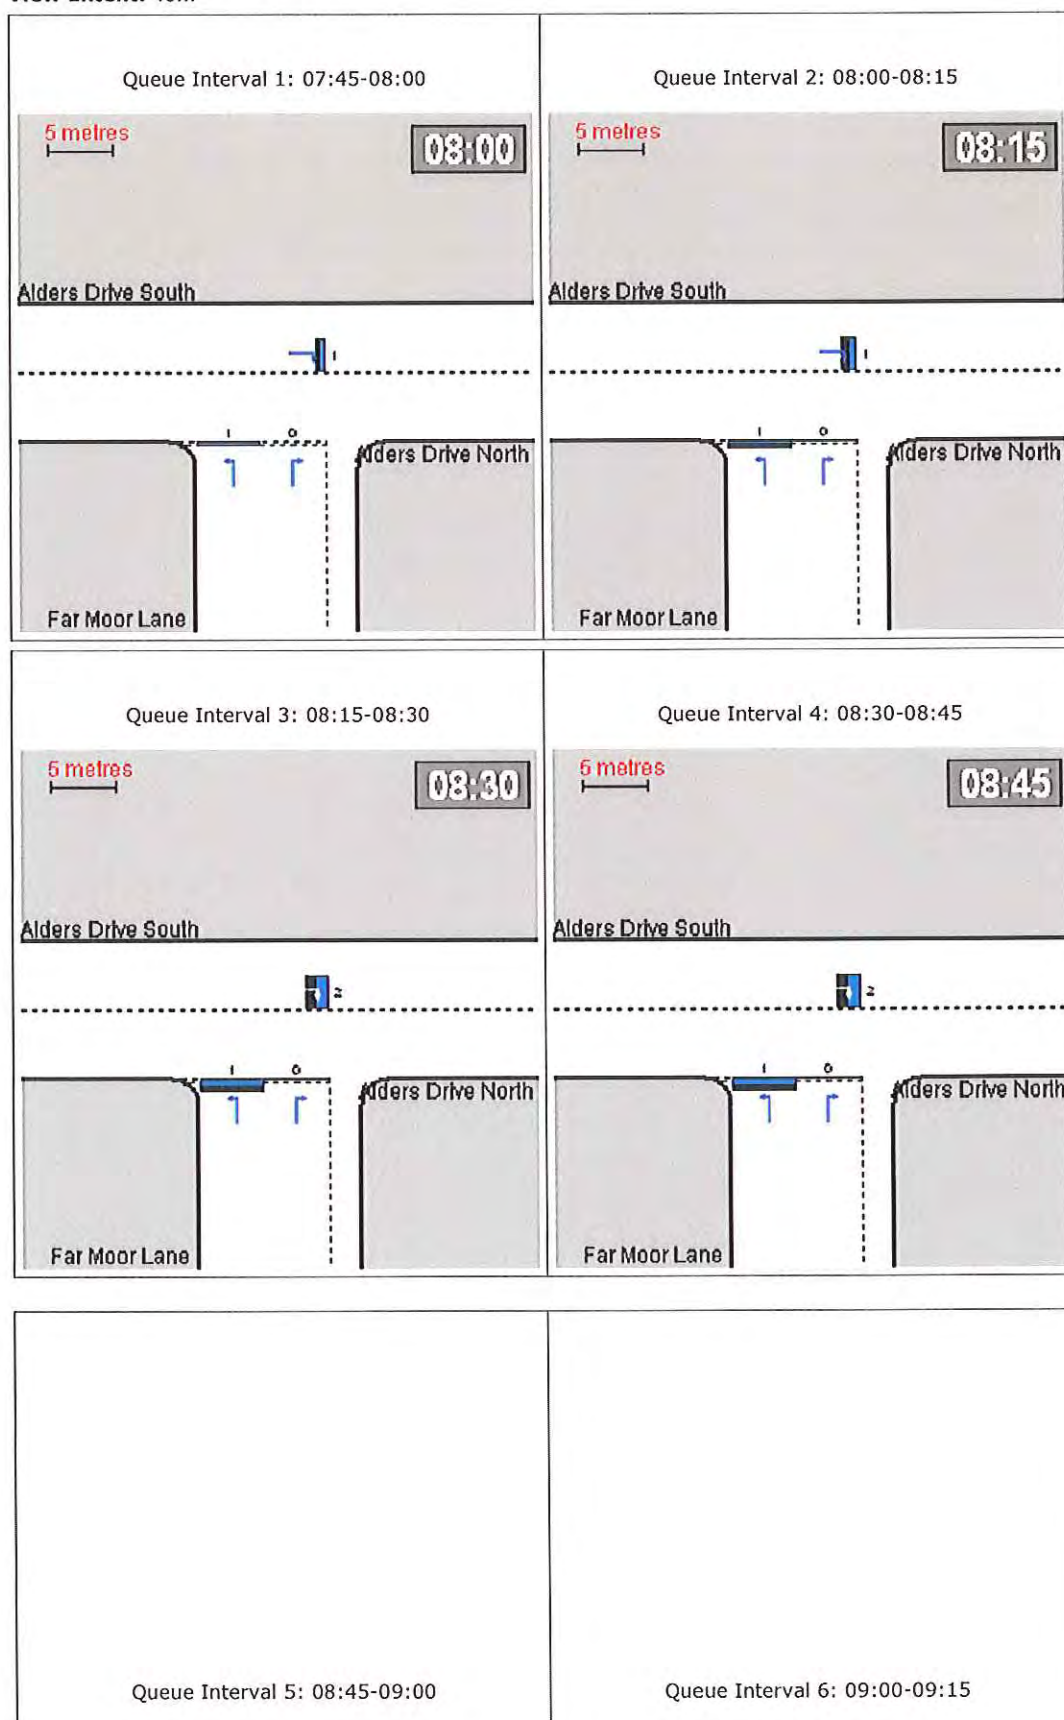 Queue Interval 1: 07:45-08:00
5 metres
08:00
Alders Drive South
1
1 0
Alders Drive North
Far Moor Lane
Queue Interval 2: 08:00-08:15
5 metres
08:15
Alders Drive South
1
1 0
Alders Drive North
Far Moor Lane
Queue Interval 3: 08:15-08:30
5 metres
08:30
Alders Drive South
2
1 0
Alders Drive North
Far Moor Lane
Queue Interval 4: 08:30-08:45
5 metres
08:45
Alders Drive South
2
1 0
Alders Drive North
Far Moor Lane
Queue Interval 5: 08:45-09:00
Queue Interval 6: 09:00-09:15